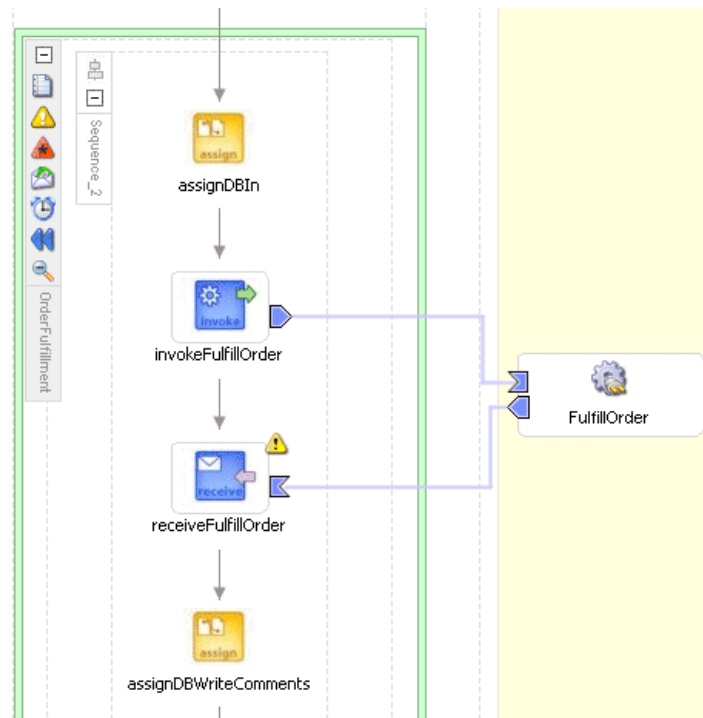 Sequence_2
OrderFulfillment
assign
assignDBIn
invoke
invokeFulfillOrder
FulfillOrder
receive
receiveFulfillOrder
assign
assignDBWriteComments